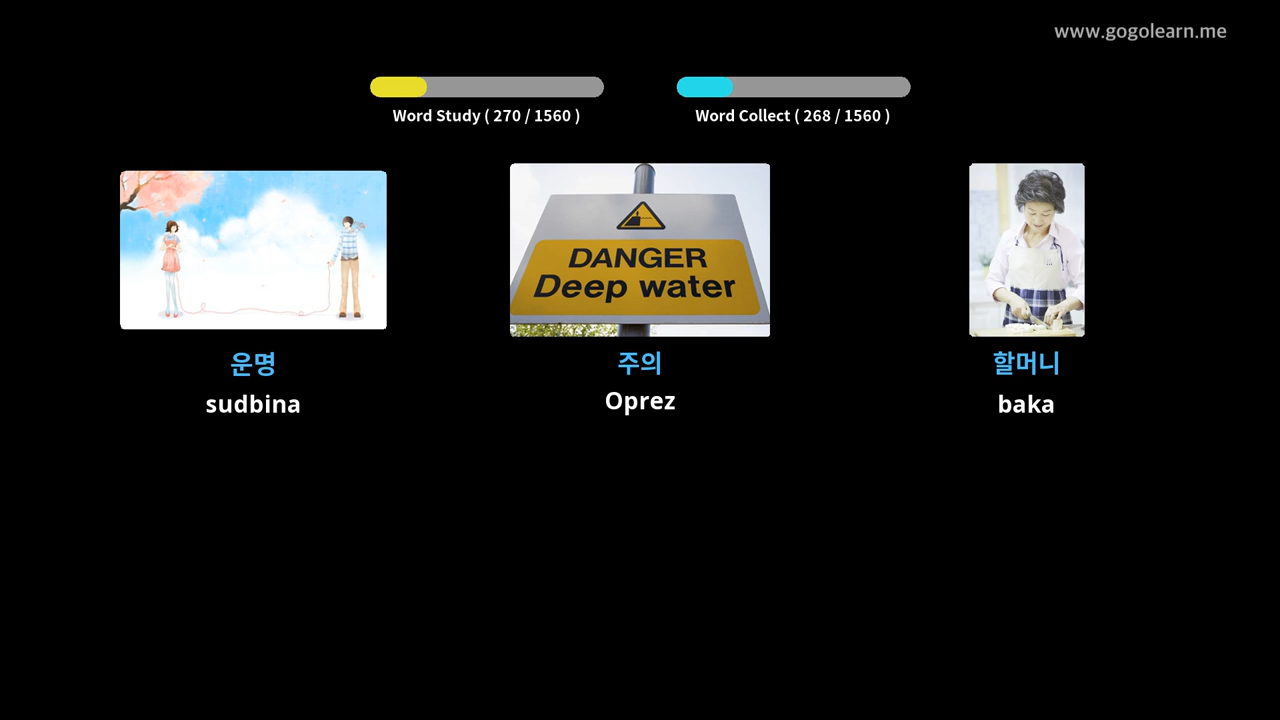 www.gogolearn.me
Word Study ( 270 / 1560 )
Word Collect ( 268 / 1560 )
DANGER
Deep water
운명
주의
할머니
sudbina
Oprez
baka